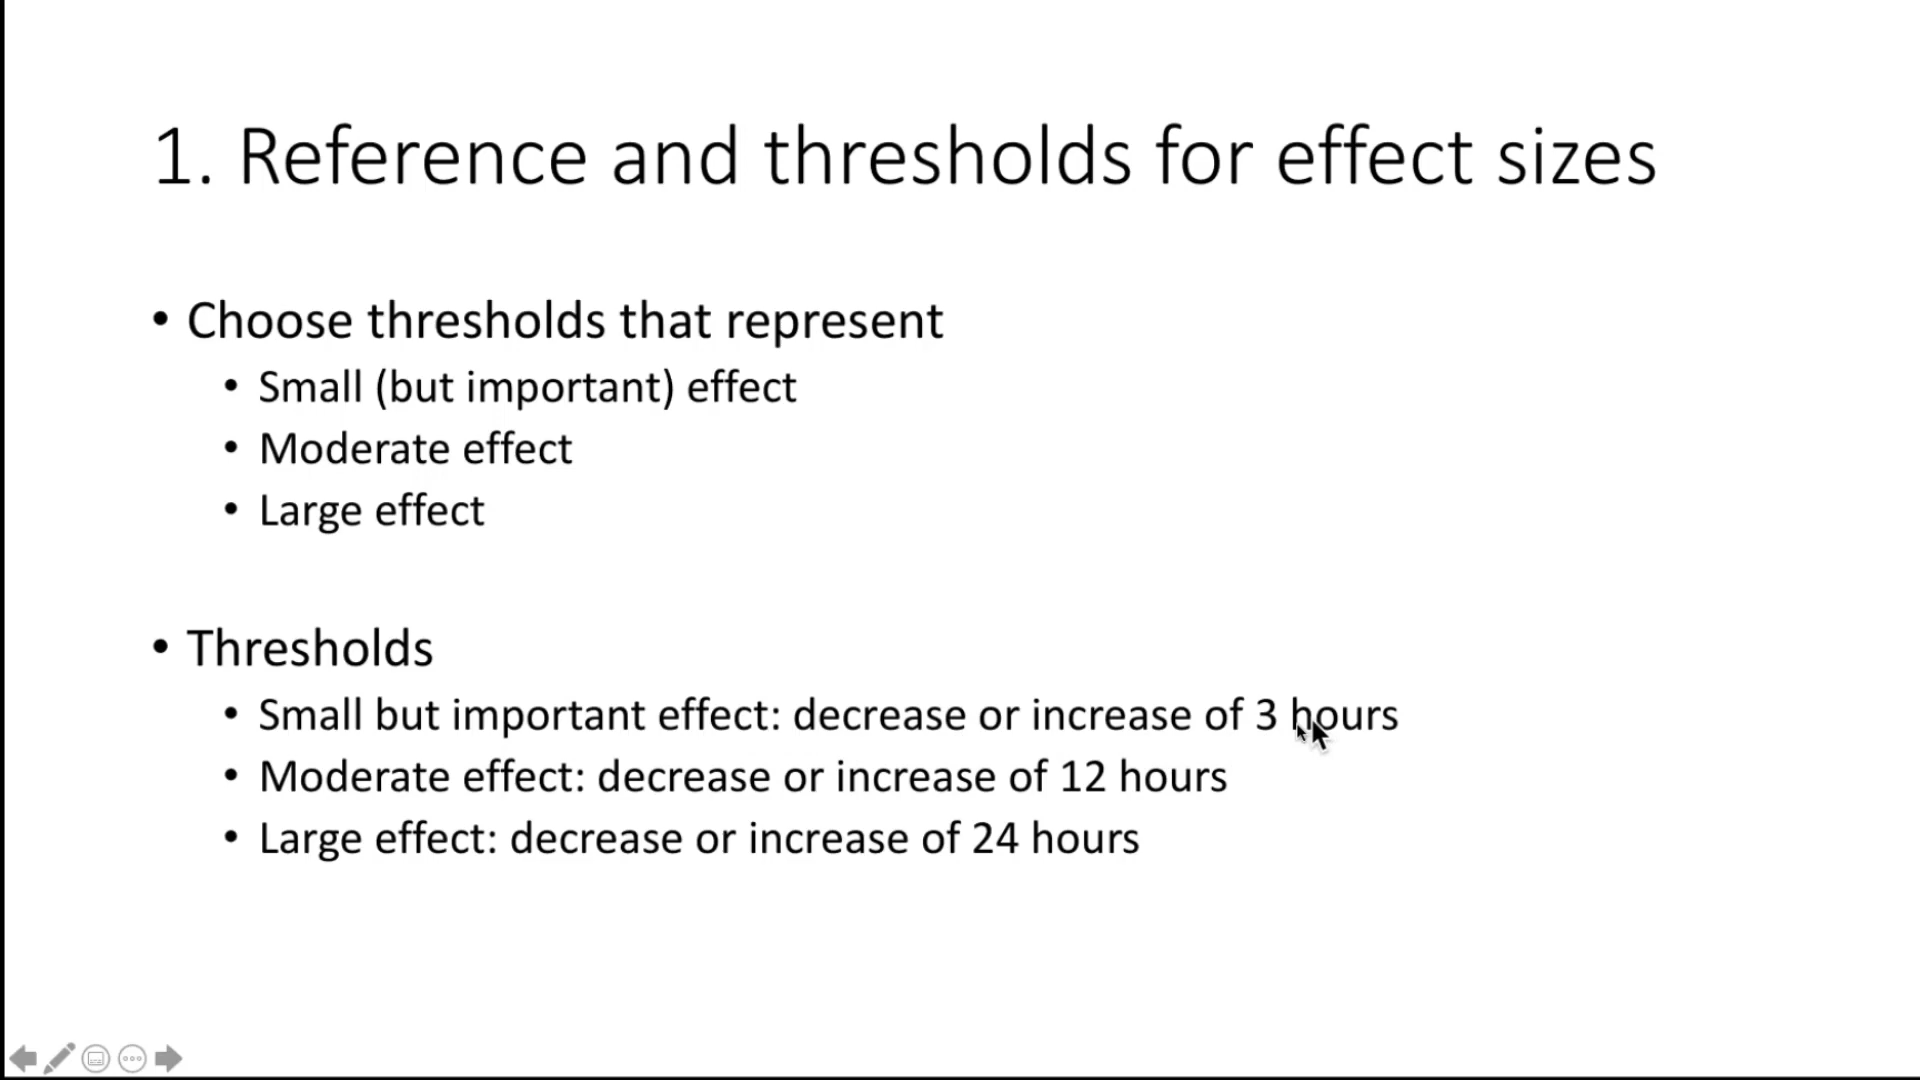 1. Reference and thresholds for effect sizes
• Choose thresholds that represent
• Small (but important) effect
• Moderate effect
• Large effect
• Thresholds
• Small but important effect: decrease or increase of 3 hours
• Moderate effect: decrease or increase of 12 hours
• Large effect: decrease or increase of 24 hours